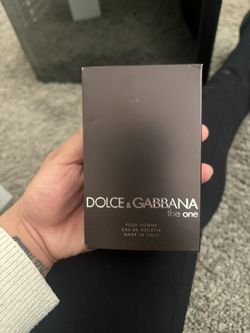 DOLCE & GABBANA
the one
POUR HOMME
EAU DE TOILETTE
MADE IN ITALY